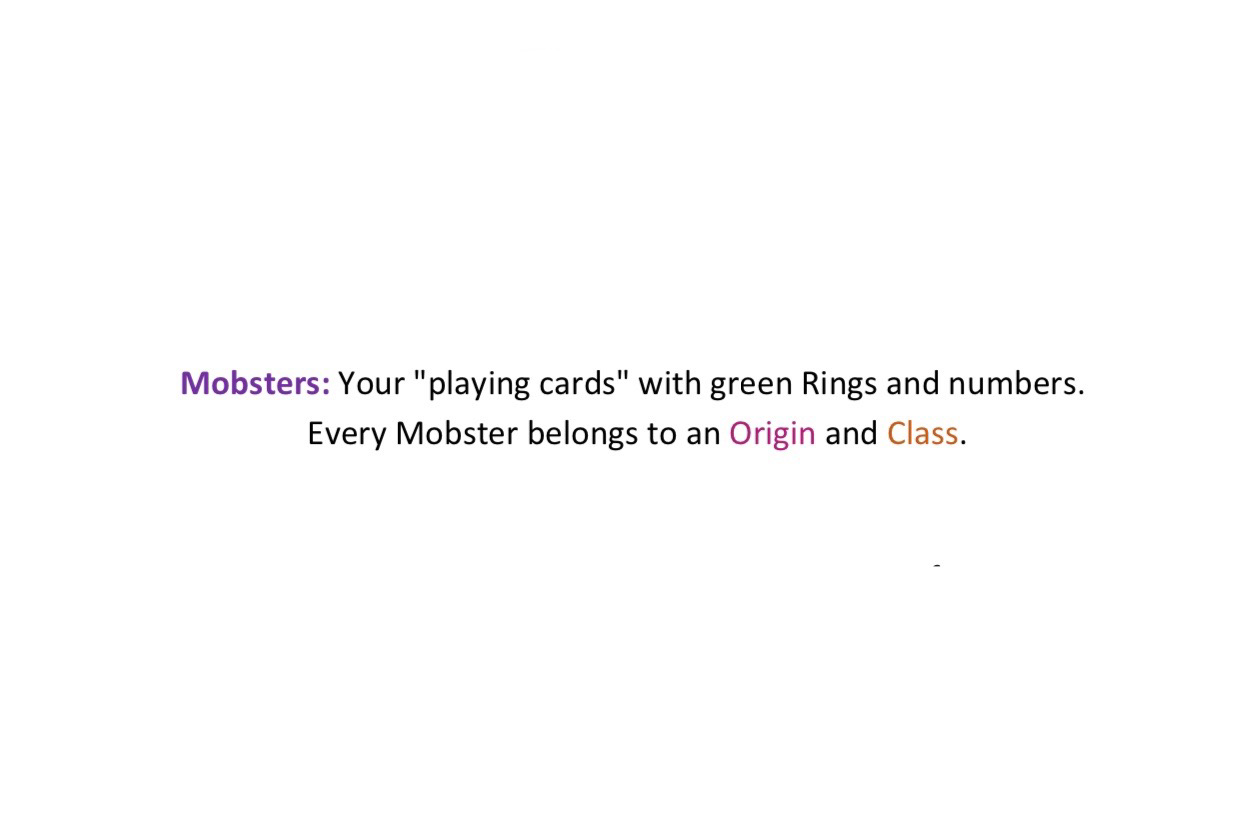 Mobsters: Your "playing cards" with green Rings and numbers.
Every Mobster belongs to an Origin and Class.